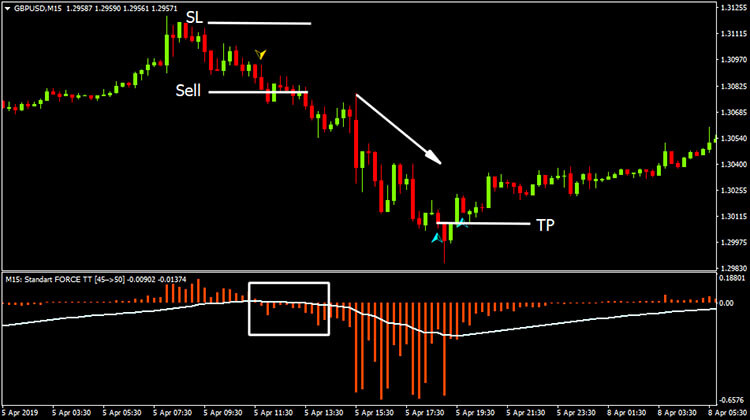 GBPUSD,M15 1.29587 1.29590 1.29561 1.29571
SL
Sell
TP
1.31255
1.31115
1.30970
1.30825
1.30685
1.30540
1.30400
1.30255
1.30115
1.29975
1.29830
M15: Standart FORCE TT [45->50] -0.00902 -0.01374
0.18801
0.00
-0.6576
5 Apr 2019 5 Apr 03:30 5 Apr 05:30 5 Apr 07:30 5 Apr 09:30 5 Apr 11:30 5 Apr 13:30 5 Apr 15:30 5 Apr 17:30 5 Apr 19:30 5 Apr 21:30 5 Apr 23:30 8 Apr 01:30 8 Apr 03:30 8 Apr 05:30